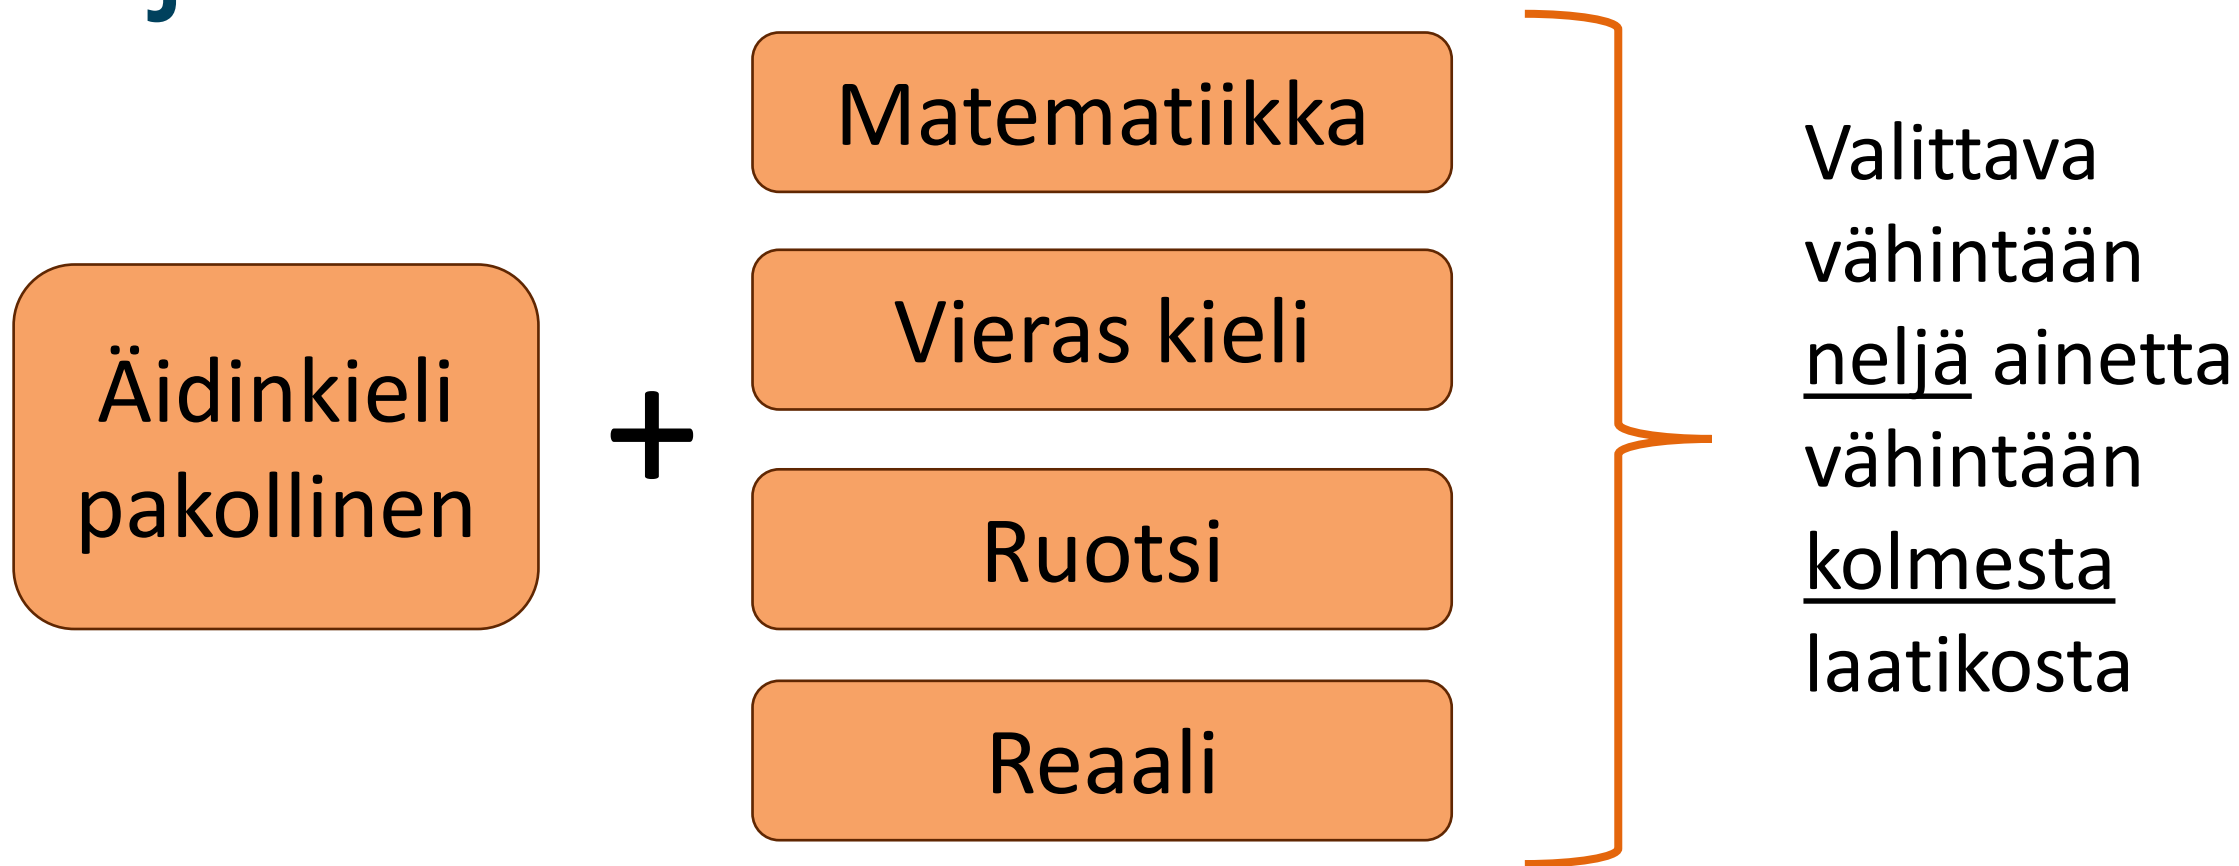 Äidinkieli
pakollinen
+
Matematiikka
Vieras kieli
Ruotsi
Reaali
Valittava
vähintään
neljä ainetta
vähintään
kolmesta
laatikosta